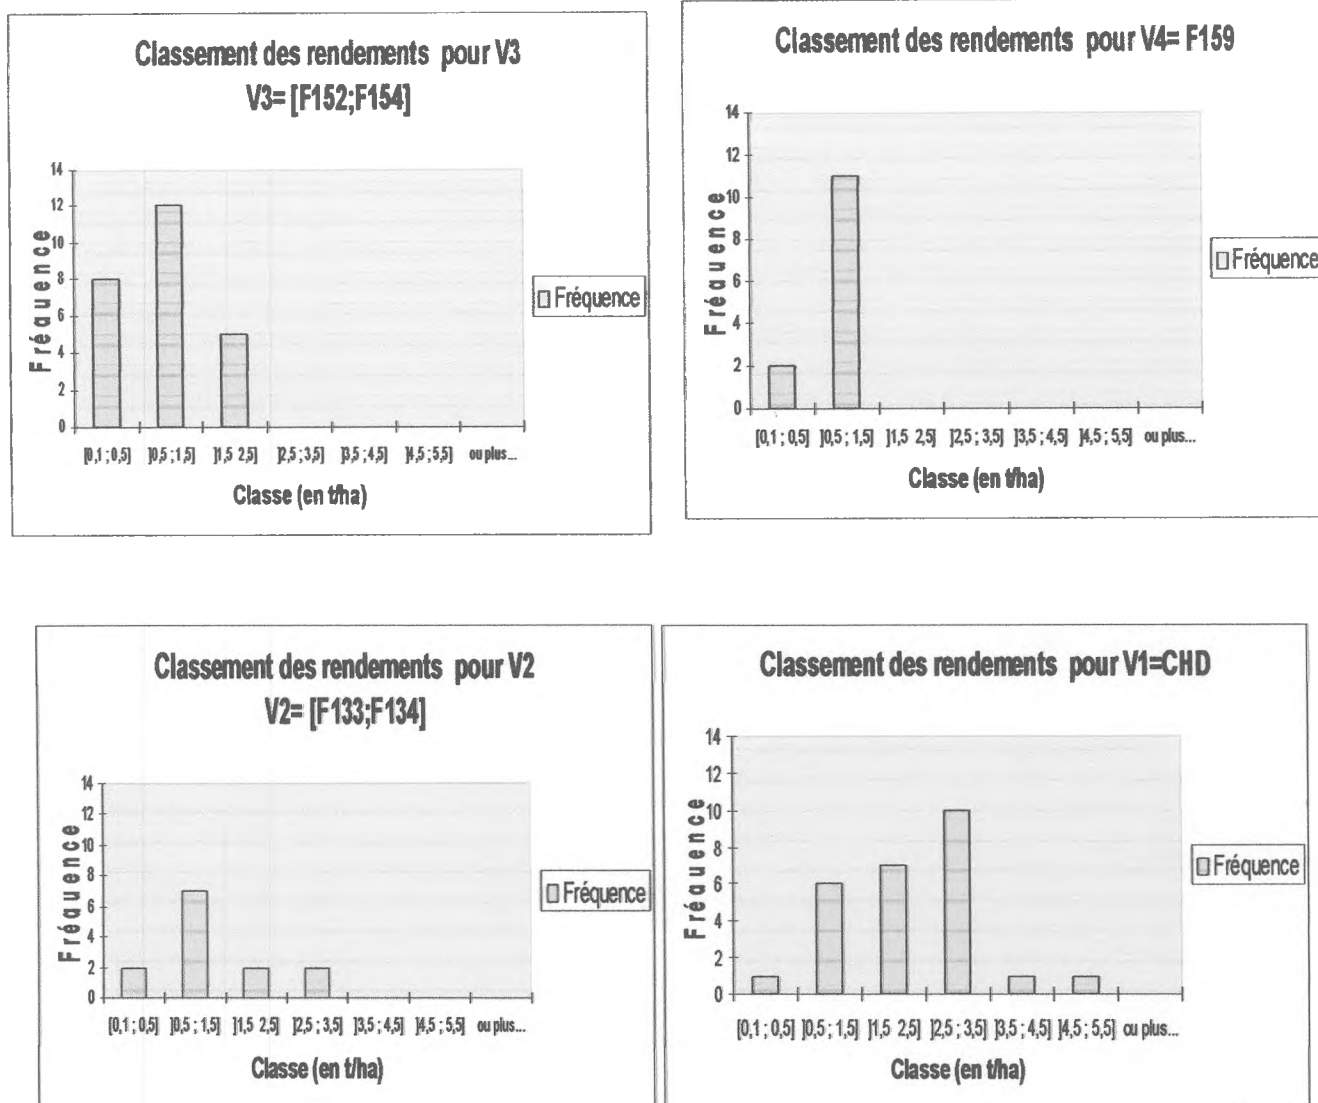 Classement des rendements pour V3
V3= [F152;F154]
14
12
10
8
6
4
2
0
Fréquence
[0,1 ; 0,5] ]0,5 ; 1,5] ]1,5 2,5] ]2,5 ; 3,5] ]3,5 ; 4,5] ]4,5 ; 5,5] ou plus...
Classe (en t/ha)
Fréquence
Classement des rendements pour V4= F159
14
12
10
8
6
4
2
0
Fréquence
[0,1 ; 0,5] ]0,5 ; 1,5] ]1,5 2,5] ]2,5 ; 3,5] ]3,5 ; 4,5] ]4,5 ; 5,5] ou plus...
Classe (en t/ha)
Fréquence
Classement des rendements pour V2
V2= [F133;F134]
14
12
10
8
6
4
2
0
Fréquence
[0,1 ; 0,5] ]0,5 ; 1,5] ]1,5 2,5] ]2,5 ; 3,5] ]3,5 ; 4,5] ]4,5 ; 5,5] ou plus...
Classe (en t/ha)
Fréquence
Classement des rendements pour V1=CHD
14
12
10
8
6
4
2
0
Fréquence
[0,1 ; 0,5] ]0,5 ; 1,5] ]1,5 2,5] ]2,5 ; 3,5] ]3,5 ; 4,5] ]4,5 ; 5,5] ou plus...
Classe (en t/ha)
Fréquence